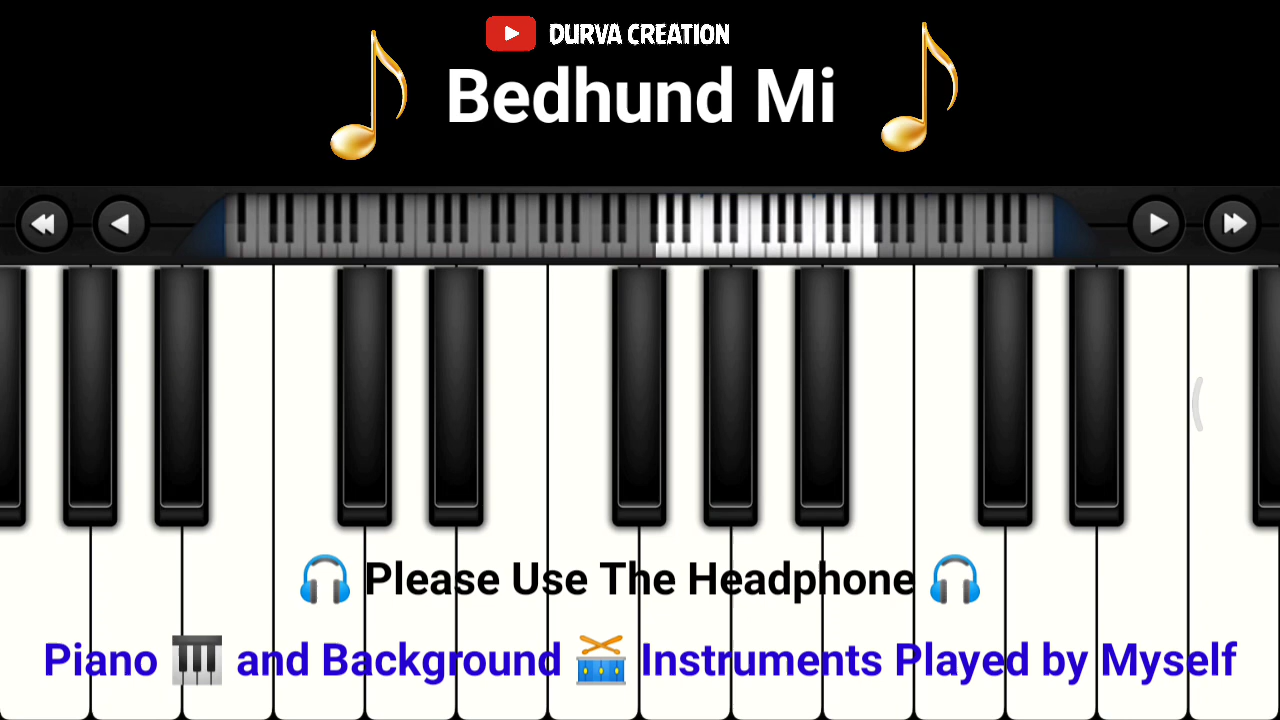 DURVA CREATION
Bedhund Mi
Please Use The Headphone
Piano and Background Instruments Played by Myself